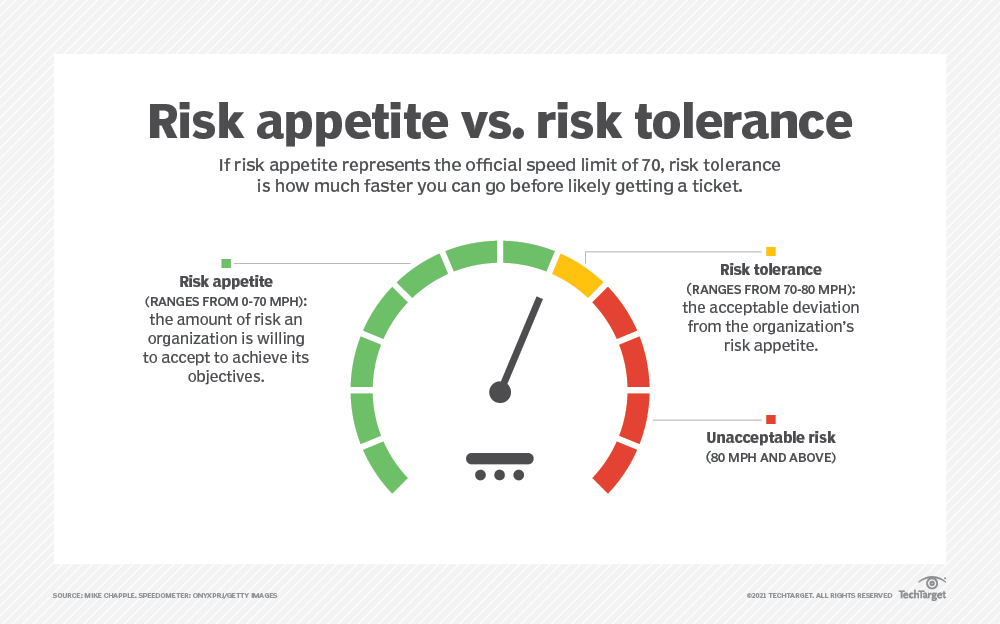 Risk appetite vs. risk tolerance
If risk appetite represents the official speed limit of 70, risk tolerance
is how much faster you can go before likely getting a ticket.
Risk appetite
(RANGES FROM 0-70 MPH):
the amount of risk an
organization is willing
to accept to achieve its
objectives.
Risk tolerance
(RANGES FROM 70-80 MPH):
the acceptable deviation
from the organization's
risk appetite.
Unacceptable risk
(80 MPH AND ABOVE)
SOURCE: MIKE CHAPPLE. SPEEDOMETER: ONYXPRJ/GETTY IMAGES
©2021 TECHTARGET. ALL RIGHTS RESERVED
TechTarget